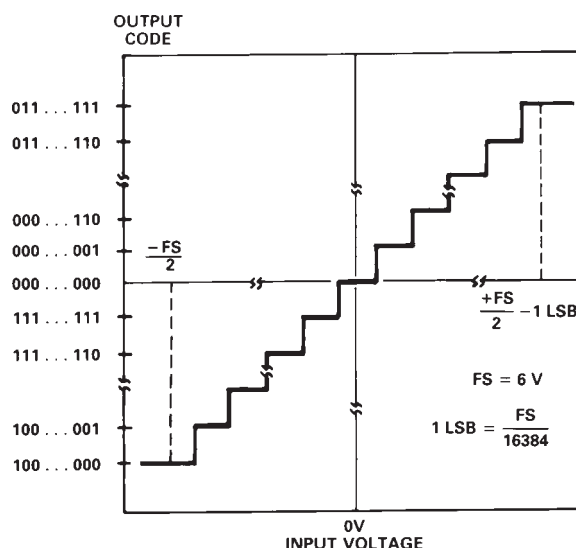 OUTPUT
CODE
011 . . . 111
011 . . . 110
000 . . . 110
000 . . . 001
000 . . . 000
111 . . . 111
111 . . . 110
100 . . . 001
100 . . . 000
−FS
2
+FS
2
−1 LSB
FS = 6 V
1 LSB = FS
16384
0V
INPUT VOLTAGE